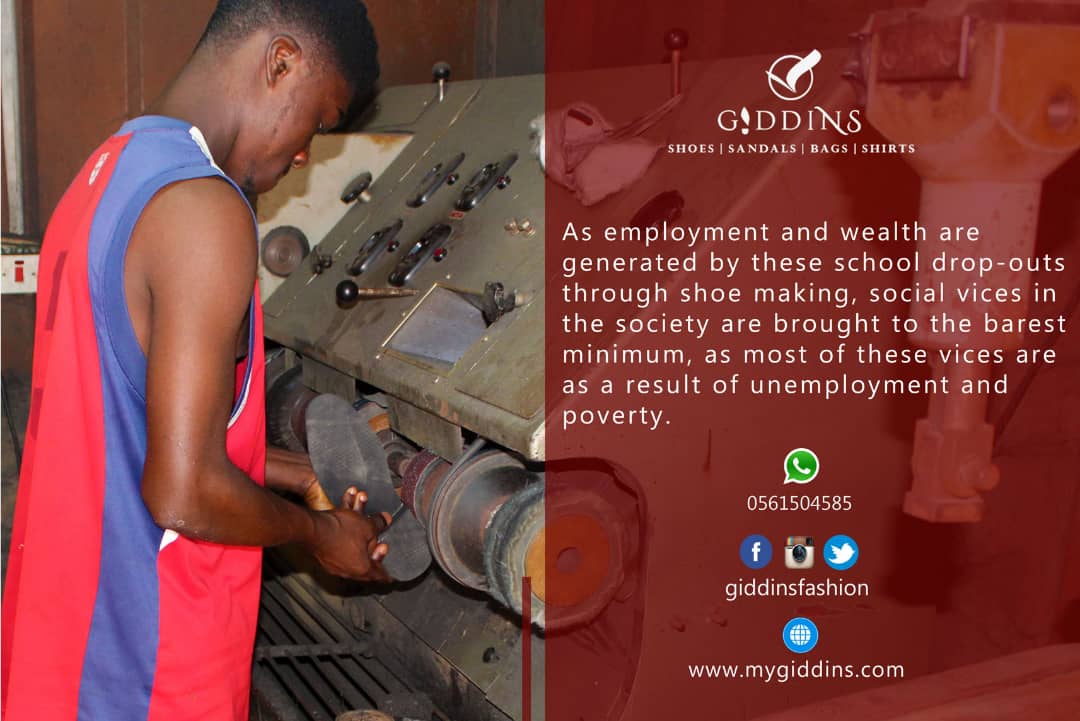 GIDDINS
SHOES | SANDALS | BAGS | SHIRTS
As employment and wealth are
generated by these school drop-outs
through shoe making, social vices in
the society are brought to the barest
minimum, as most of these vices are
as a result of unemployment and
poverty.
0561504585
giddinsfashion
www.mygiddins.com